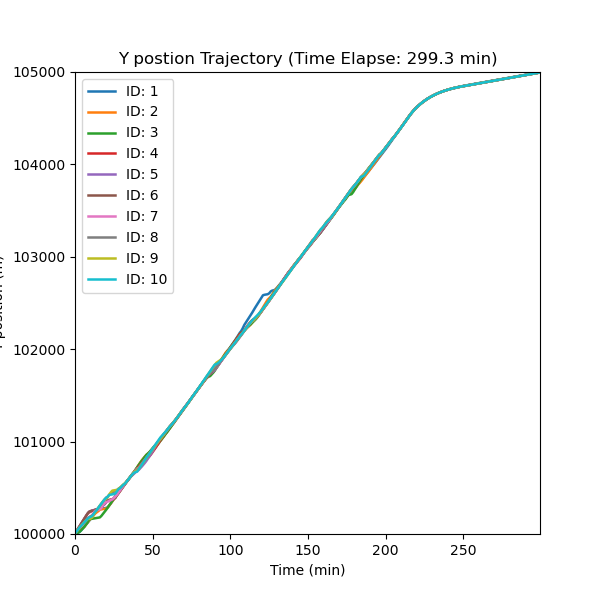 Y postion Trajectory (Time Elapse: 299.3 min)
105000
104000
103000
102000
101000
100000
ID: 1
ID: 2
ID: 3
ID: 4
ID: 5
ID: 6
ID: 7
ID: 8
ID: 9
ID: 10
0
50
100
150
200
250
Time (min)